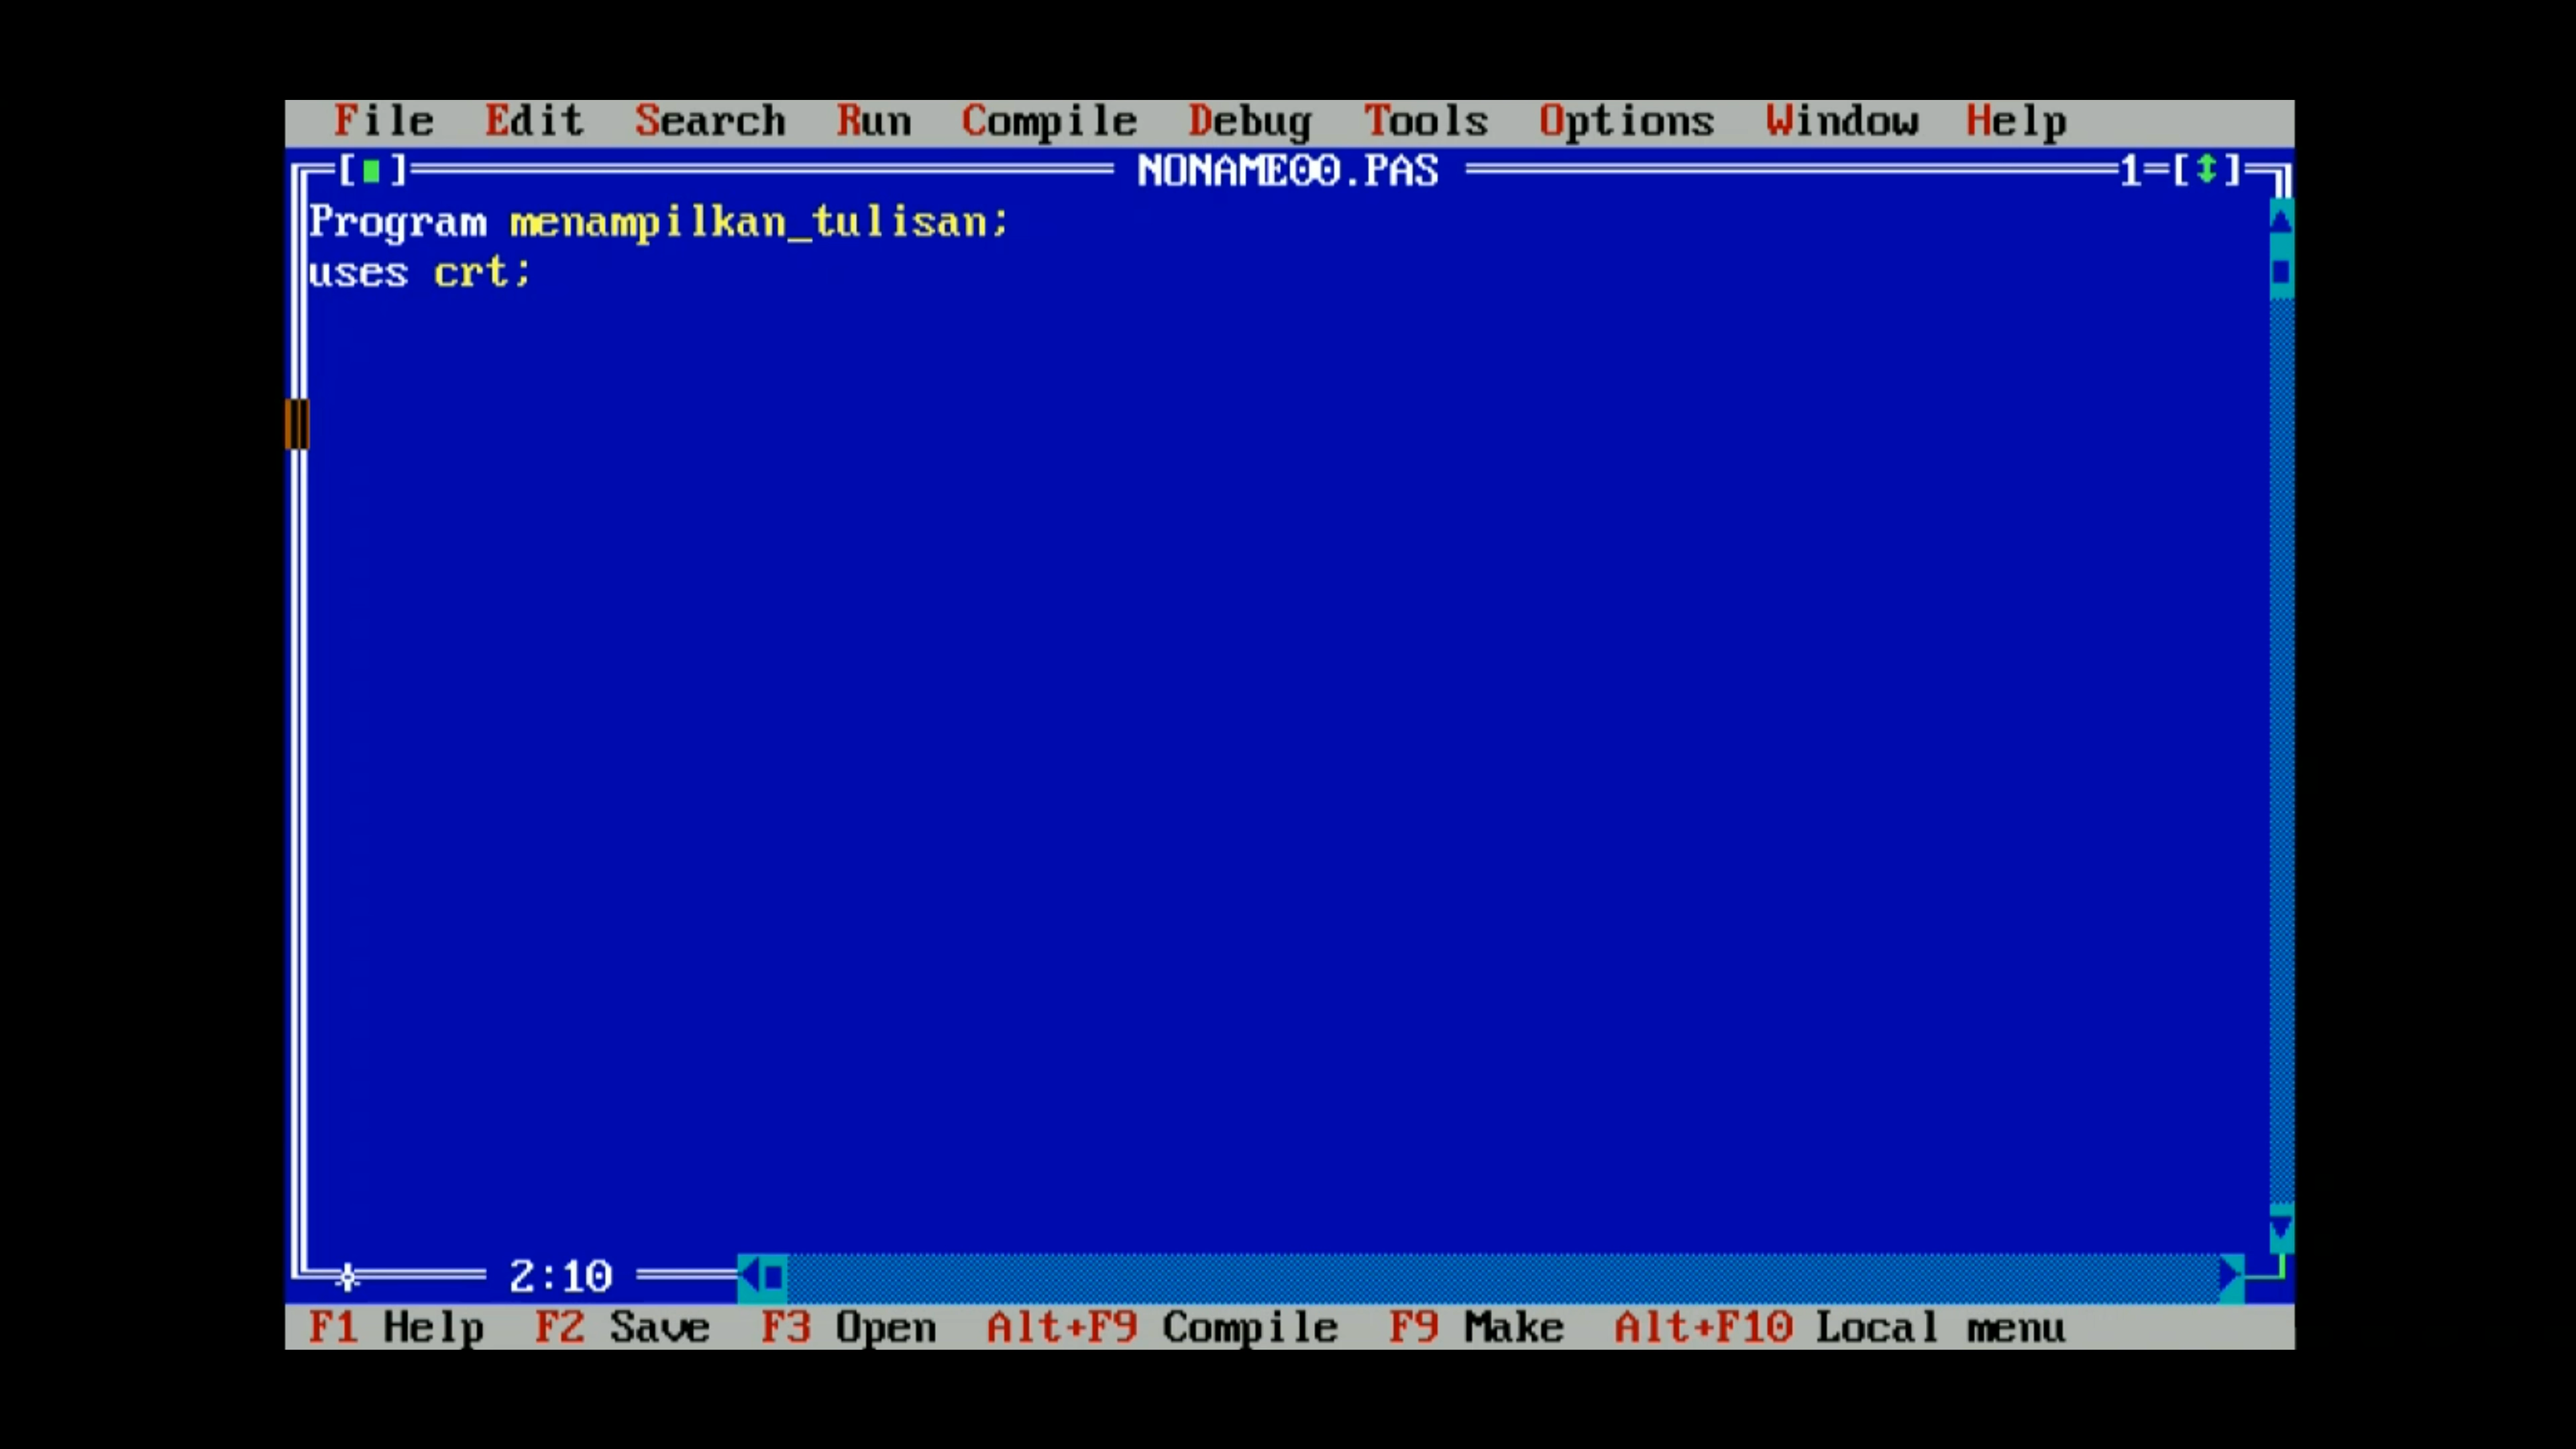 File Edit Search Run Compile Debug Tools Options Window Help
[■] NONAME00.PAS 1=[↕]
Program menampilkan_tulisan;
uses crt;
2:10
F1 Help F2 Save F3 Open Alt+F9 Compile F9 Make Alt+F10 Local menu